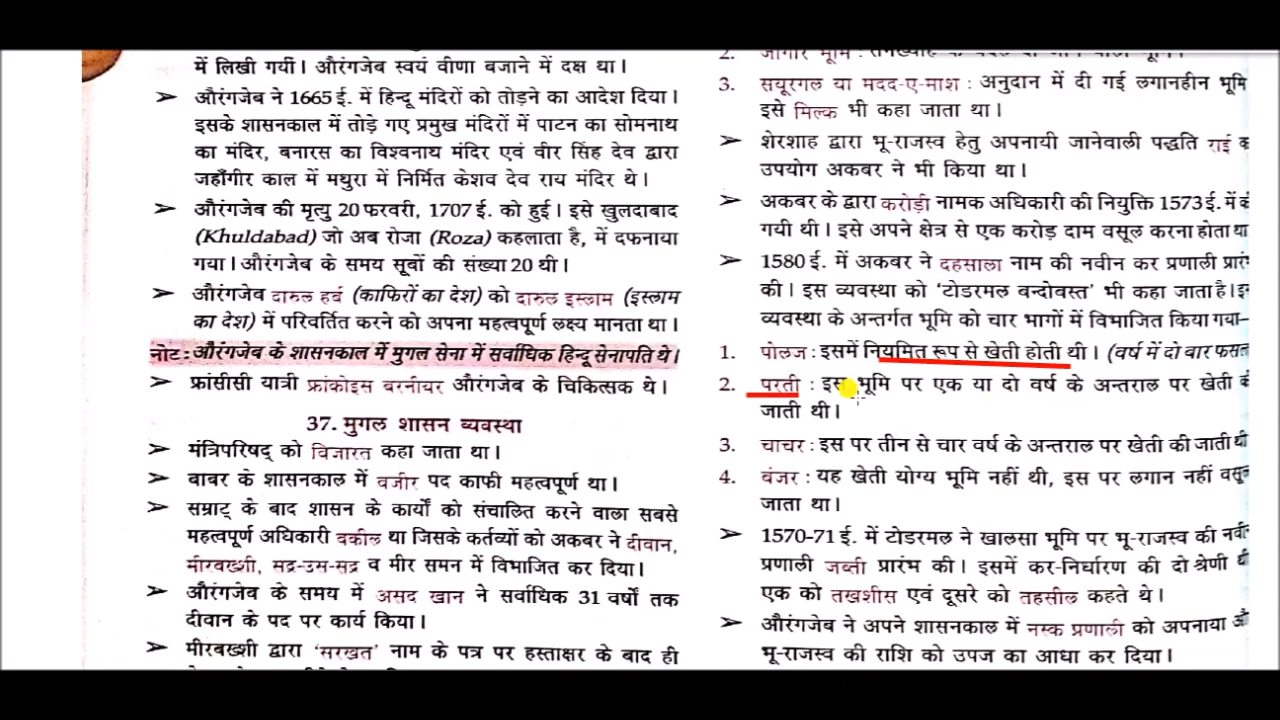 में लिखी गयीं। औरंगजेब स्वयं वीणा बजाने में दक्ष था।
➢ औरंगजेब ने 1665 ई. में हिन्दू मंदिरों को तोड़ने का आदेश दिया।
इसके शासनकाल में तोड़े गए प्रमुख मंदिरों में पाटन का सोमनाथ
का मंदिर, बनारस का विश्वनाथ मंदिर एवं वीर सिंह देव द्वारा
जहाँगीर काल में मथुरा में निर्मित केशव देव राय मंदिर थे।
➢ औरंगजेब की मृत्यु 20 फरवरी, 1707 ई. को हुई। इसे खुलदाबाद
(Khuldabad) जो अब रोजा (Roza) कहलाता है, में दफनाया
गया। औरंगजेब के समय सूबों की संख्या 20 थी।
➢ औरंगजेब दारुल हर्ब (काफिरों का देश) को दारुल इस्लाम (इस्लाम
का देश) में परिवर्तित करने को अपना महत्वपूर्ण लक्ष्य मानता था।
नोट: औरंगजेब के शासनकाल में मुगल सेना में सर्वाधिक हिन्दू सेनापति थे।
➢ फ्रांसीसी यात्री फ्रांकोइस बरनीयर औरंगजेब के चिकित्सक थे।
37. मुगल शासन व्यवस्था
➢ मंत्रिपरिषद् को विजारत कहा जाता था।
➢ बाबर के शासनकाल में वजीर पद काफी महत्वपूर्ण था।
➢ सम्राट् के बाद शासन के कार्यों को संचालित करने वाला सबसे
महत्वपूर्ण अधिकारी वकील था जिसके कर्तव्यों को अकबर ने दीवान,
मीरबख्शी, सद्र-उस-सद्र व मीर समन में विभाजित कर दिया।
➢ औरंगजेब के समय में असद खान ने सर्वाधिक 31 वर्षों तक
दीवान के पद पर कार्य किया।
➢ मीरबख्शी द्वारा 'सरखत' नाम के पत्र पर हस्ताक्षर के बाद ही
2. जागीर भूमि :
3. सयूरगल या मदद-ए-माश : अनुदान में दी गई लगानहीन भूमि
इसे मिल्क भी कहा जाता था।
➢ शेरशाह द्वारा भू-राजस्व हेतु अपनायी जानेवाली पद्धति राई
उपयोग अकबर ने भी किया था।
➢ अकबर के द्वारा करोड़ी नामक अधिकारी की नियुक्ति 1573 ई. में
गयी थी। इसे अपने क्षेत्र से एक करोड़ दाम वसूल करना होता था
➢ 1580 ई. में अकबर ने दहसाला नाम की नवीन कर प्रणाली प्रारं
की। इस व्यवस्था को 'टोडरमल बन्दोबस्त' भी कहा जाता है।
व्यवस्था के अन्तर्गत भूमि को चार भागों में विभाजित किया गया–
1. पोलज : इसमें नियमित रूप से खेती होती थी। (वर्ष में दो बार फसल
2. परती : इस भूमि पर एक या दो वर्ष के अन्तराल पर खेती
जाती थी।
3. चाचर : इस पर तीन से चार वर्ष के अन्तराल पर खेती की जाती थी
4. बंजर : यह खेती योग्य भूमि नहीं थी, इस पर लगान नहीं वसूल
जाता था।
➢ 1570-71 ई. में टोडरमल ने खालसा भूमि पर भू-राजस्व की
प्रणाली जब्ती प्रारंभ की। इसमें कर-निर्धारण की दो श्रेणी थी
एक को तखशीस एवं दूसरे को तहसील कहते थे।
➢ औरंगजेब ने अपने शासनकाल में नस्क प्रणाली को अपनाया
भू-राजस्व की राशि को उपज का आधा कर दिया।